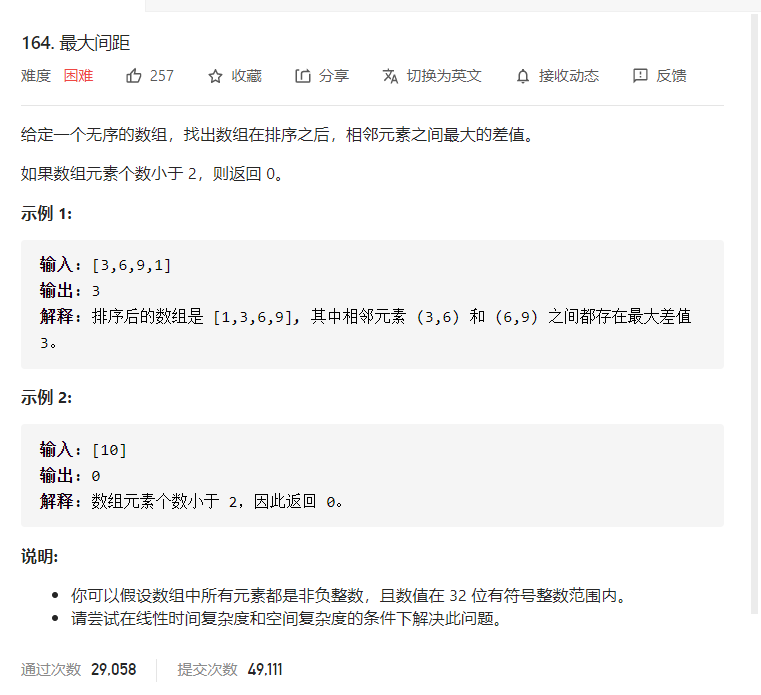 164. 最大间距
难度 困难 257 收藏 分享 切换为英文 接收动态 反馈
给定一个无序的数组，找出数组在排序之后，相邻元素之间最大的差值。
如果数组元素个数小于 2，则返回 0。
示例 1:
输入: [3,6,9,1]
输出: 3
解释: 排序后的数组是 [1,3,6,9], 其中相邻元素 (3,6) 和 (6,9) 之间都存在最大差值
3。
示例 2:
输入: [10]
输出: 0
解释: 数组元素个数小于 2，因此返回 0。
说明:
• 你可以假设数组中所有元素都是非负整数，且数值在 32 位有符号整数范围内。
• 请尝试在线性时间复杂度和空间复杂度的条件下解决此问题。
通过次数 29,058 提交次数 49,111